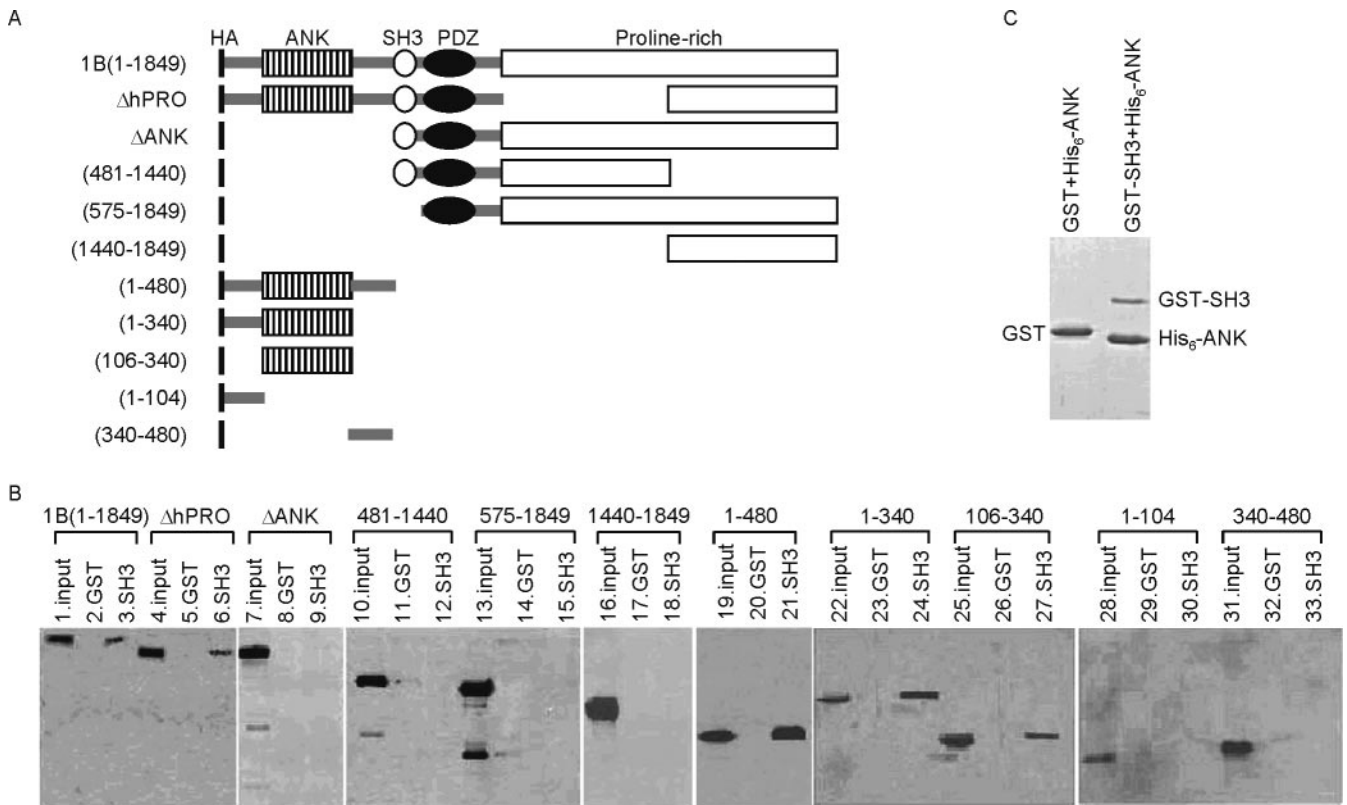 A
HA ANK SH3 PDZ Proline-rich
1B(1-1849)
ΔhPRO
ΔANK
(481-1440)
(575-1849)
(1440-1849)
(1-480)
(1-340)
(106-340)
(1-104)
(340-480)
C
GST+His₆-ANK
GST-SH3+His₆-ANK
GST-SH3
GST
His₆-ANK
B
1B(1-1849) ΔhPRO ΔANK 481-1440 575-1849 1440-1849 1-480 1-340 106-340 1-104 340-480
1.input
2.GST
3.SH3
4.input
5.GST
6.SH3
7.input
8.GST
9.SH3
10.input
11.GST
12.SH3
13.input
14.GST
15.SH3
16.input
17.GST
18.SH3
19.input
20.GST
21.SH3
22.input
23.GST
24.SH3
25.input
26.GST
27.SH3
28.input
29.GST
30.SH3
31.input
32.GST
33.SH3